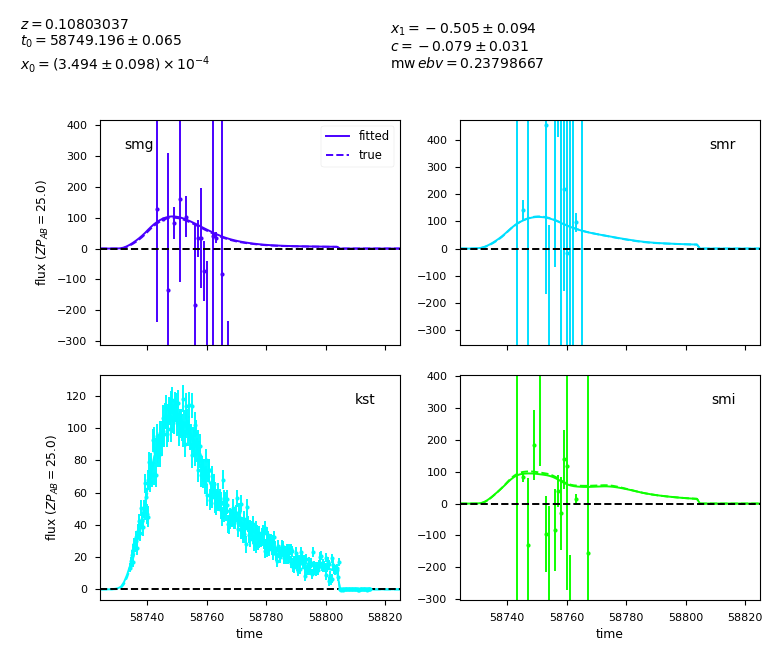 z = 0.10803037
t₀ = 58749.196 ± 0.065
x₀ = (3.494 ± 0.098) × 10⁻⁴
x₁ = −0.505 ± 0.094
c = −0.079 ± 0.031
mw ebv = 0.23798667
smg
fitted
true
400
300
200
100
0
−100
−200
−300
flux (ZP_AB = 25.0)
smr
400
300
200
100
0
−100
−200
−300
kst
120
100
80
60
40
20
0
flux (ZP_AB = 25.0)
58740 58760 58780 58800 58820
time
smi
400
300
200
100
0
−100
−200
−300
58740 58760 58780 58800 58820
time